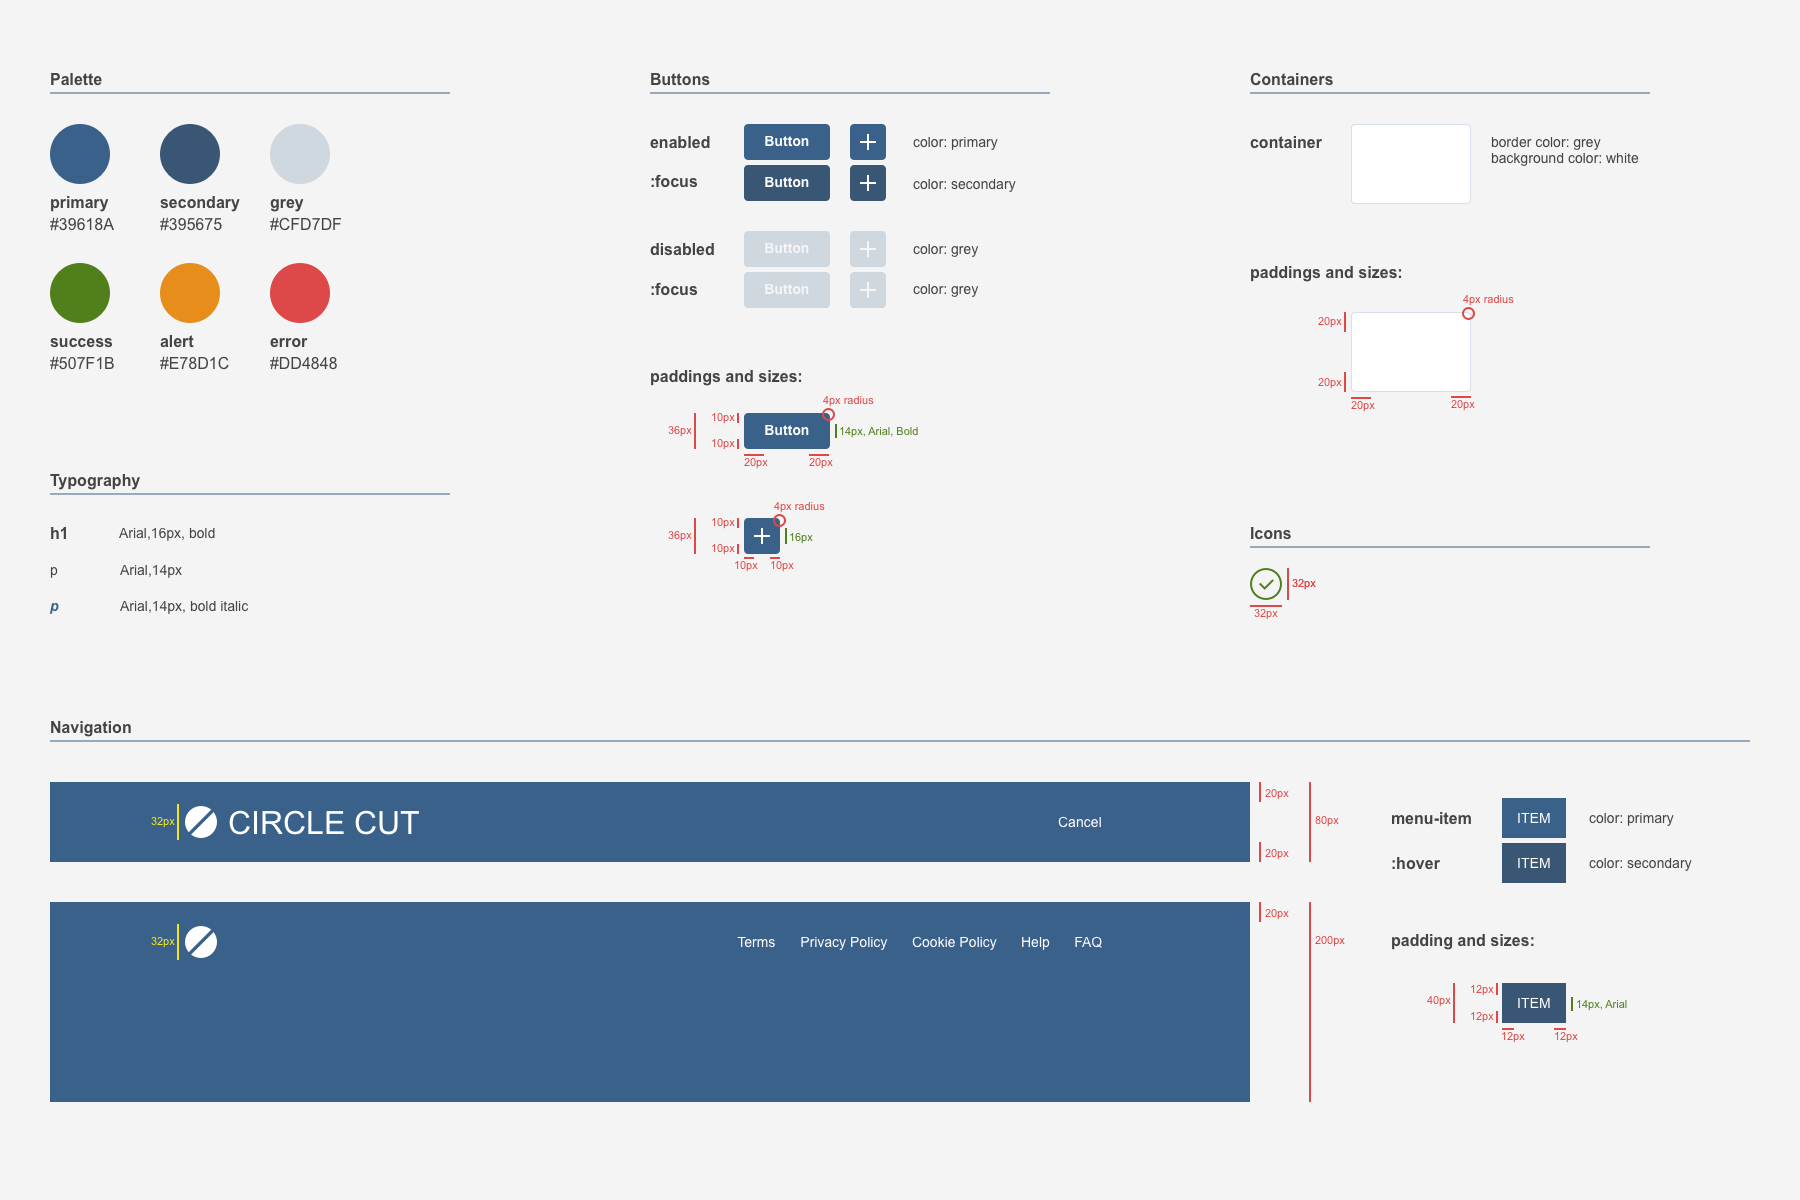 Palette
primary
#39618A
secondary
#395675
grey
#CFD7DF
success
#507F1B
alert
#E78D1C
error
#DD4848
Typography
h1 Arial,16px, bold
p Arial,14px
p Arial,14px, bold italic
Buttons
enabled Button color: primary
:focus Button color: secondary
disabled Button color: grey
:focus Button color: grey
paddings and sizes:
4px radius
36px 10px Button 14px, Arial, Bold
10px
20px 20px
4px radius
36px 10px 16px
10px
10px 10px
Containers
container border color: grey
background color: white
paddings and sizes:
4px radius
20px
20px
20px 20px
Icons
32px
32px
Navigation
32px CIRCLE CUT Cancel
20px
80px
20px
32px Terms Privacy Policy Cookie Policy Help FAQ
20px
200px
menu-item ITEM color: primary
:hover ITEM color: secondary
padding and sizes:
40px 12px ITEM 14px, Arial
12px
12px 12px